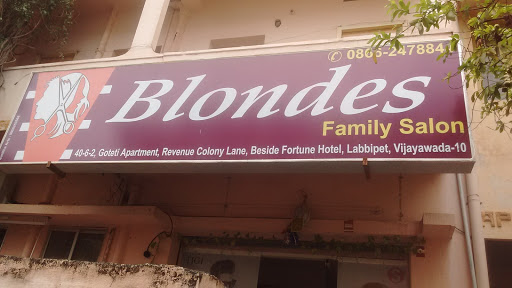 ✆ 0866-2478841
Blondes
Family Salon
40-6-2, Goteti Apartment, Revenue Colony Lane, Beside Fortune Hotel, Labbipet, Vijayawada-10